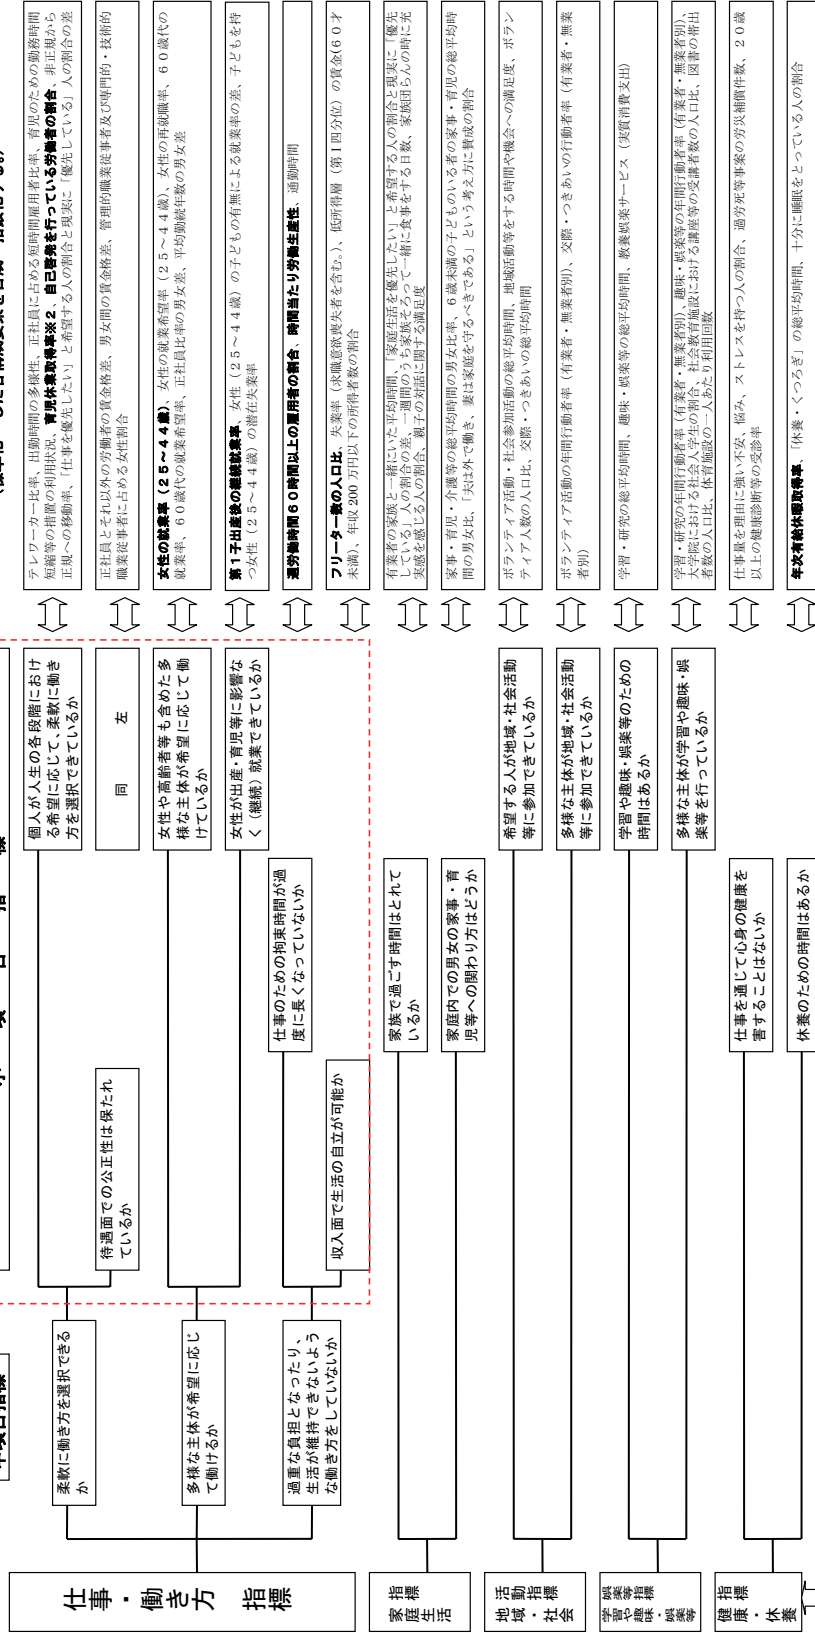 仕事・働き方　指標
柔軟に働き方を選択できる
か
多様な主体が希望に応じ
て働けるか
過重な負担となったり、
生活が維持できないよう
な働き方をしていないか
個人が人生の各段階におけ
る希望に応じて、柔軟に働き
方を選択できているか
待遇面での公正性は保たれ
ているか
同　　左
女性や高齢者等も含めた多
様な主体が希望に応じて働
けているか
女性が出産・育児等に影響な
く（継続）就業できているか
仕事のための拘束時間が過
度に長くなっていないか
収入面で生活の自立が可能か
テレワーカー比率、出勤時間の多様性、正社員に占める短時間雇用者比率、育児のための勤務時間
短縮等の措置の利用状況、育児休業取得率※２、自己啓発を行っている労働者の割合、非正規から
正規への移動率、「仕事を優先したい」と希望する人の割合と現実に「優先している」人の割合の差
正社員とそれ以外の労働者の賃金格差、男女間の賃金格差、管理的職業従事者及び専門的・技術的
職業従事者に占める女性割合
女性の就業率（２５～４４歳）、女性の就業希望率（２５～４４歳）、女性の再就職率、６０歳代の
就業率、６０歳代の就業希望率、正社員比率の男女差、平均勤続年数の男女差
第１子出産後の継続就業率、女性（２５～４４歳）の子どもの有無による就業率の差、子どもを持
つ女性（２５～４４歳）の潜在失業率
週労働時間６０時間以上の雇用者の割合、時間当たり労働生産性、通勤時間
フリーター数の人口比、失業率（求職意欲喪失者を含む。）、低所得層（第Ⅰ四分位）の賃金(６０才
未満)、年収 200 万円以下の所得者数の割合
家庭生活
指標
家族で過ごす時間はとれて
いるか
有業者の家族と一緒にいた平均時間、「家庭生活を優先したい」と希望する人の割合と現実に「優先
している」人の割合の差、一週間のうち家族そろって一緒に食事をする日数、家族団らんの時に充
実感を感じる人の割合、親子の対話に関する満足度
家庭内での男女の家事・育
児等への関わり方はどうか
家事・育児・介護等の総平均時間の男女比率、６歳未満の子どものいる者の家事・育児の総平均時
間の男女比、「夫は外で働き、妻は家庭を守るべきである」という考え方に賛成の割合
地域・社会
活動指標
希望する人が地域・社会活動
等に参加できているか
ボランティア活動・社会参加活動の総平均時間、地域活動等をする時間や機会への満足度、ボラン
ティア人数の人口比、交際・つきあいの総平均時間
多様な主体が地域・社会活動
等に参加できているか
ボランティア活動の年間行動者率（有業者・無業者別）、交際・つきあいの行動者率（有業者・無業
者別）
学習や趣味・娯楽等
娯楽等指標
学習や趣味・娯楽等のための
時間はあるか
学習・研究の総平均時間、趣味・娯楽等の総平均時間、教養娯楽サービス（実質消費支出）
多様な主体が学習や趣味・娯
楽等を行っているか
学習・研究の年間行動者率（有業者・無業者別）、趣味・娯楽等の年間行動者率（有業者・無業者別）、
大学院における社会人学生の割合、社会教育施設における講座等の受講者数の人口比、図書の帯出
者数の人口比、体育施設の一人あたり利用回数
健康・休養
指標
仕事を通じて心身の健康を
害することはないか
仕事量を理由に強い不安、悩み、ストレスを持つ人の割合、過労死等事案の労災補償件数、２０歳
以上の健康診断等の受診率
休養のための時間はあるか
年次有給休暇取得率、「休養・くつろぎ」の総平均時間、十分に睡眠をとっている人の割合